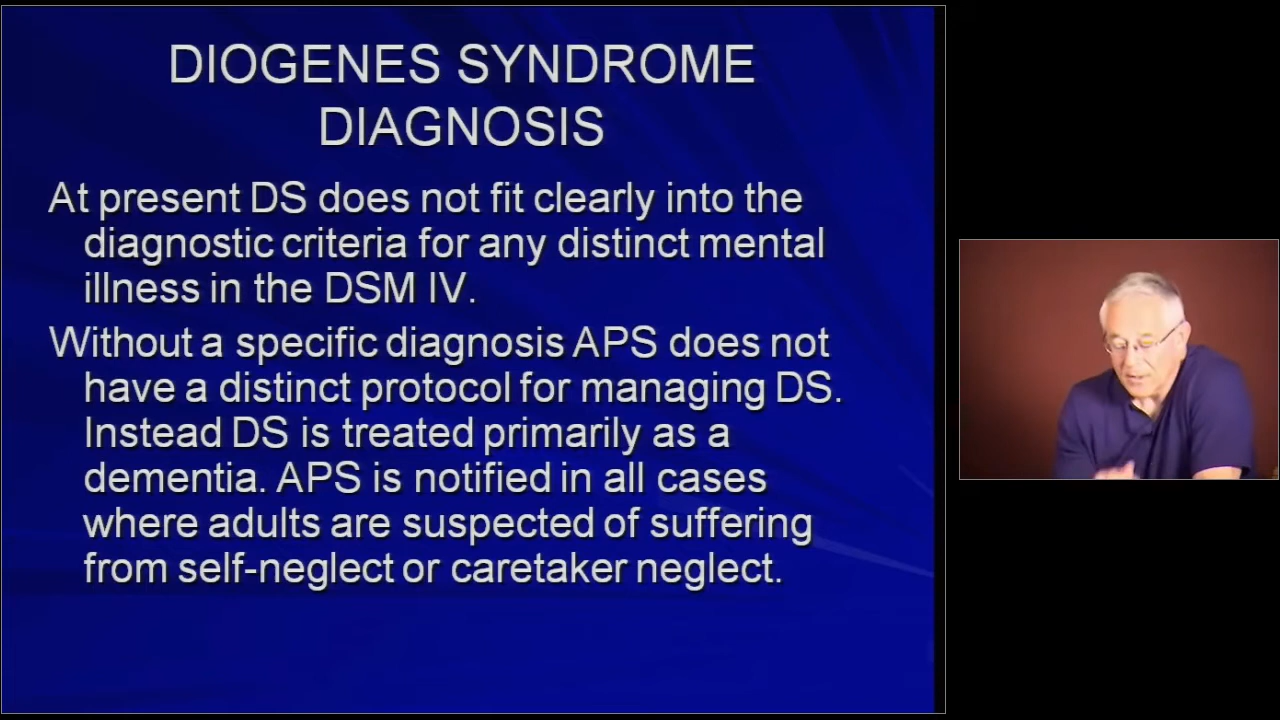 DIOGENES SYNDROME
DIAGNOSIS
At present DS does not fit clearly into the
diagnostic criteria for any distinct mental
illness in the DSM IV.
Without a specific diagnosis APS does not
have a distinct protocol for managing DS.
Instead DS is treated primarily as a
dementia. APS is notified in all cases
where adults are suspected of suffering
from self-neglect or caretaker neglect.